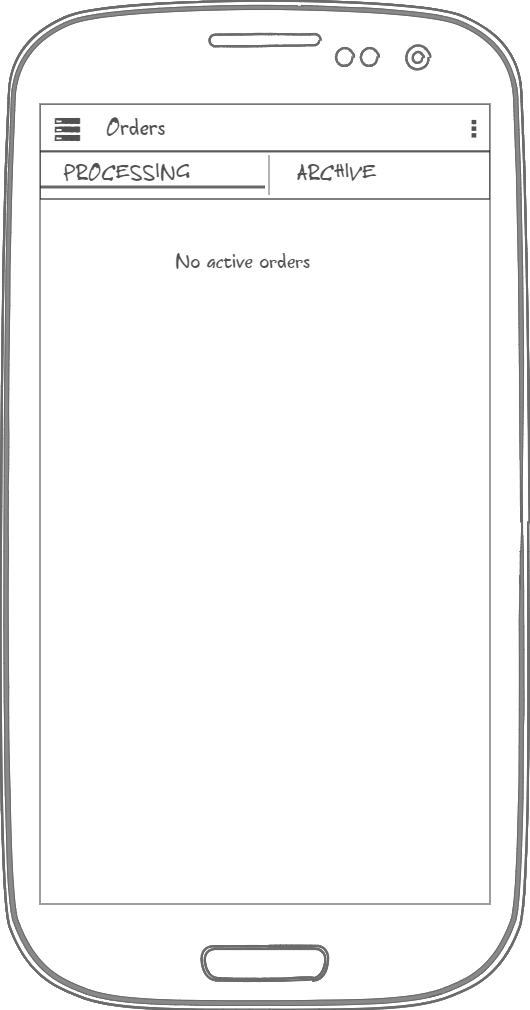 Orders
PROCESSING ARCHIVE
No active orders